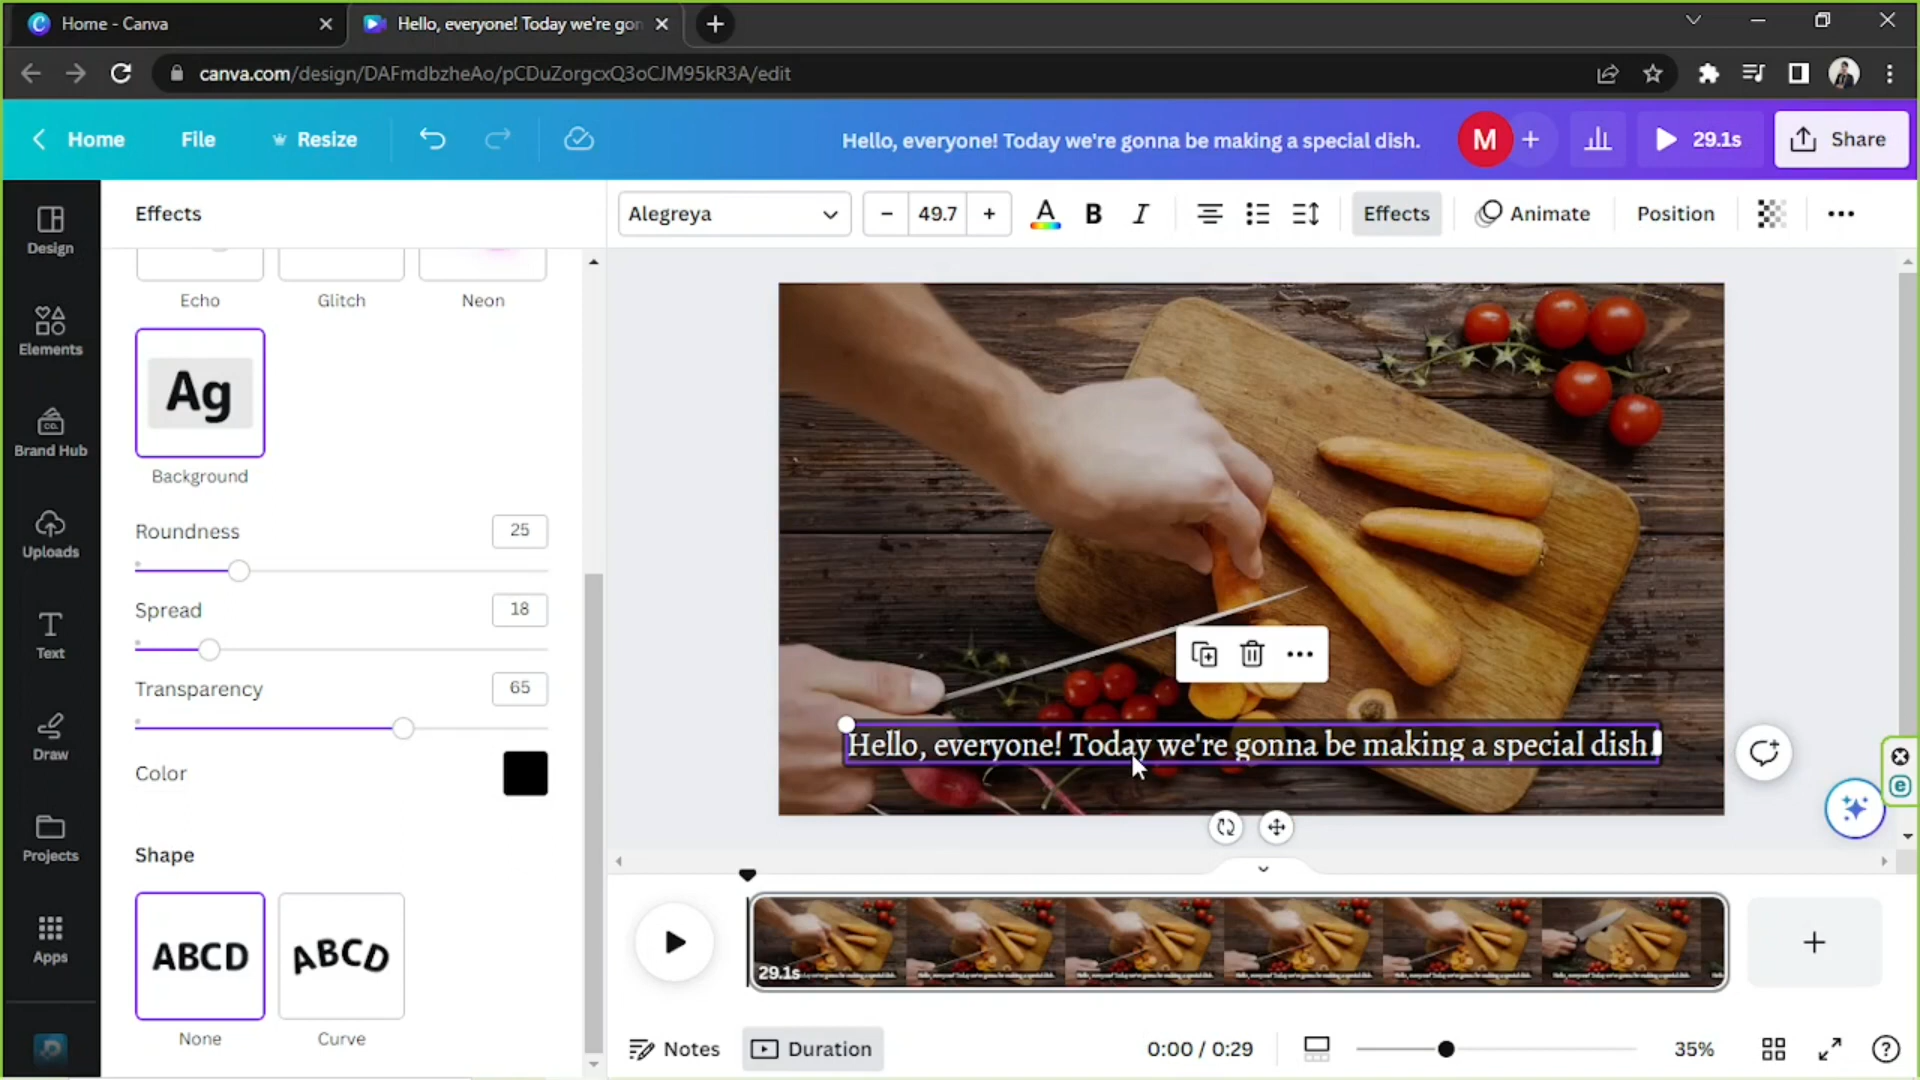 Home - Canva
Hello, everyone! Today we're gon
canva.com/design/DAFmdbzheAo/pCDuZorgcxQ3oCJM95kR3A/edit
Home
File
Resize
Hello, everyone! Today we're gonna be making a special dish.
M
29.1s
Share
Design
Elements
Brand Hub
Uploads
Text
Draw
Projects
Apps
Effects
Echo
Glitch
Neon
Ag
Background
Roundness
25
Spread
18
Transparency
65
Color
Shape
ABCD
ABCD
None
Curve
Alegreya
49.7
A
B
I
Effects
Animate
Position
Hello, everyone! Today we're gonna be making a special dish.
29.1s
Notes
Duration
0:00 / 0:29
35%